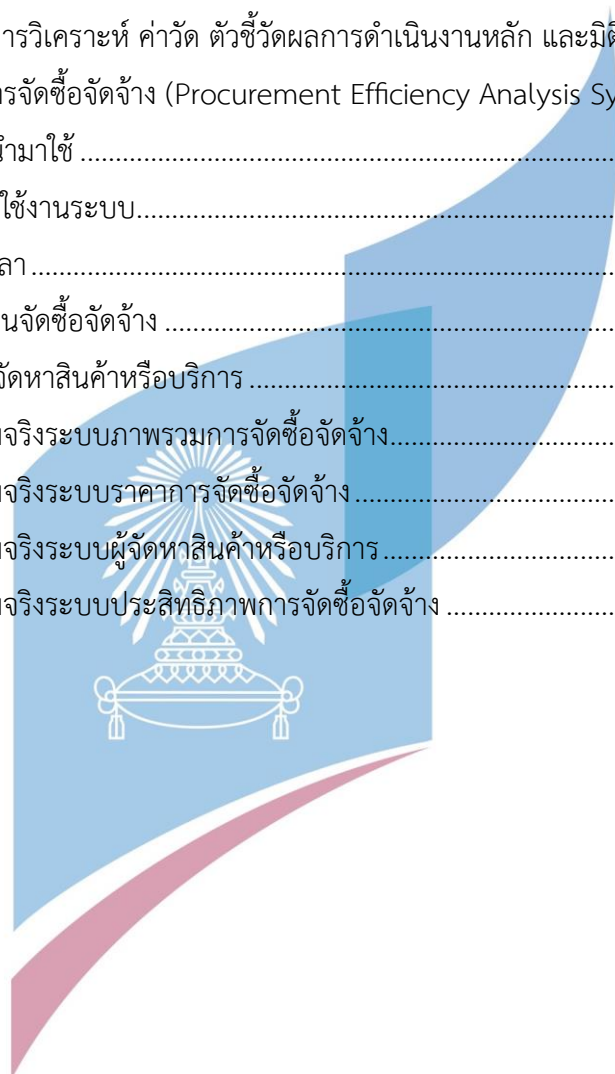 ารวิเคราะห์ ค่าวัด ตัวชี้วัดผลการดำเนินงานหลัก และมิติ
ารจัดซื้อจัดจ้าง (Procurement Efficiency Analysis Sy
นำมาใช้ ................................................................................
ใช้งานระบบ........................................................................
ลา ........................................................................................
นจัดซื้อจัดจ้าง ....................................................................
จัดหาสินค้าหรือบริการ .......................................................
จริงระบบภาพรวมการจัดซื้อจัดจ้าง..................................
จริงระบบราคาการจัดซื้อจัดจ้าง ........................................
จริงระบบผู้จัดหาสินค้าหรือบริการ ....................................
จริงระบบประสิทธิภาพการจัดซื้อจัดจ้าง ..........................